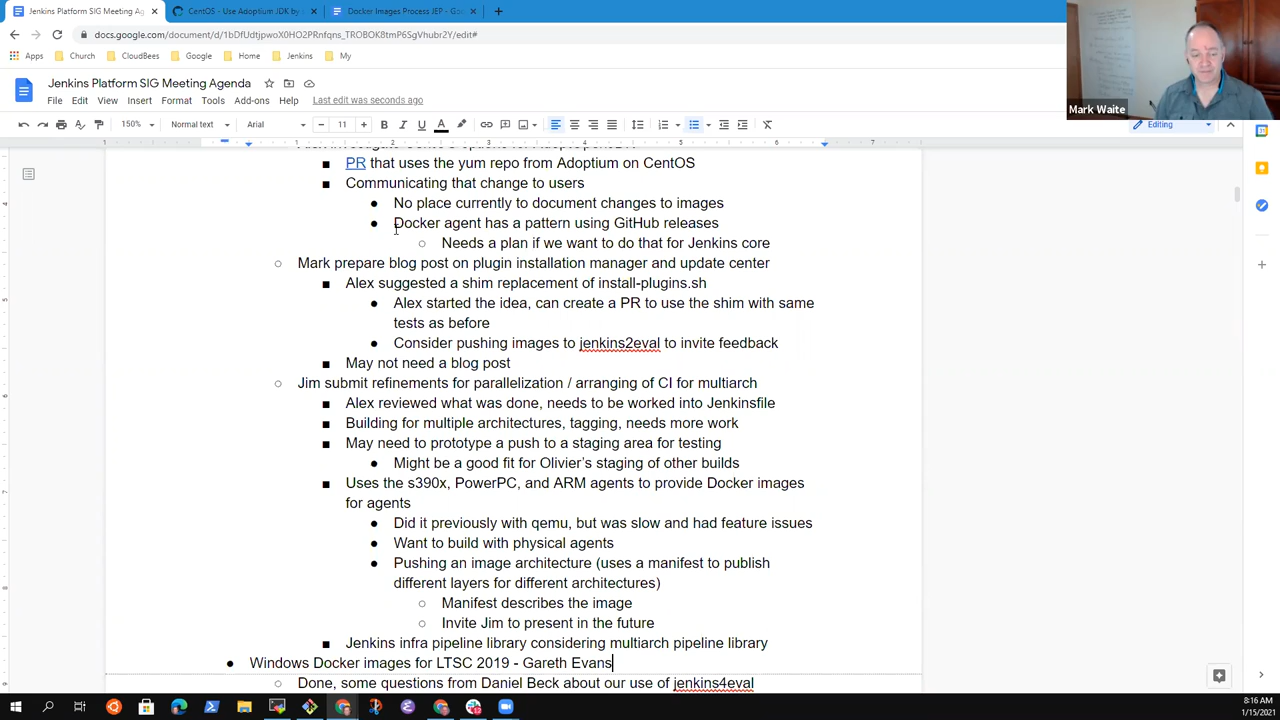 Jenkins Platform SIG Meeting Ag
CentOS - Use Adoptium JDK by
Docker Images Process JEP - Go
docs.google.com/document/d/1bDfUdtjpwoX0HO2PRnfqns_TROBOK8tmP6SgVhubr2Y/edit#
Apps
Church
CloudBees
Google
Home
Jenkins
My
Jenkins Platform SIG Meeting Agenda
File Edit View Insert Format Tools Add-ons Help Last edit was seconds ago
Mark Waite
150% Normal text Arial 11 Editing
1 1 2 3 4 5 6 7
PR that uses the yum repo from Adoptium on CentOS
Communicating that change to users
No place currently to document changes to images
Docker agent has a pattern using GitHub releases
Needs a plan if we want to do that for Jenkins core
Mark prepare blog post on plugin installation manager and update center
Alex suggested a shim replacement of install-plugins.sh
Alex started the idea, can create a PR to use the shim with same
tests as before
Consider pushing images to jenkins2eval to invite feedback
May not need a blog post
Jim submit refinements for parallelization / arranging of CI for multiarch
Alex reviewed what was done, needs to be worked into Jenkinsfile
Building for multiple architectures, tagging, needs more work
May need to prototype a push to a staging area for testing
Might be a good fit for Olivier's staging of other builds
Uses the s390x, PowerPC, and ARM agents to provide Docker images
for agents
Did it previously with qemu, but was slow and had feature issues
Want to build with physical agents
Pushing an image architecture (uses a manifest to publish
different layers for different architectures)
Manifest describes the image
Invite Jim to present in the future
Jenkins infra pipeline library considering multiarch pipeline library
Windows Docker images for LTSC 2019 - Gareth Evans
Done, some questions from Daniel Beck about our use of jenkins4eval
8:16 AM
1/15/2021